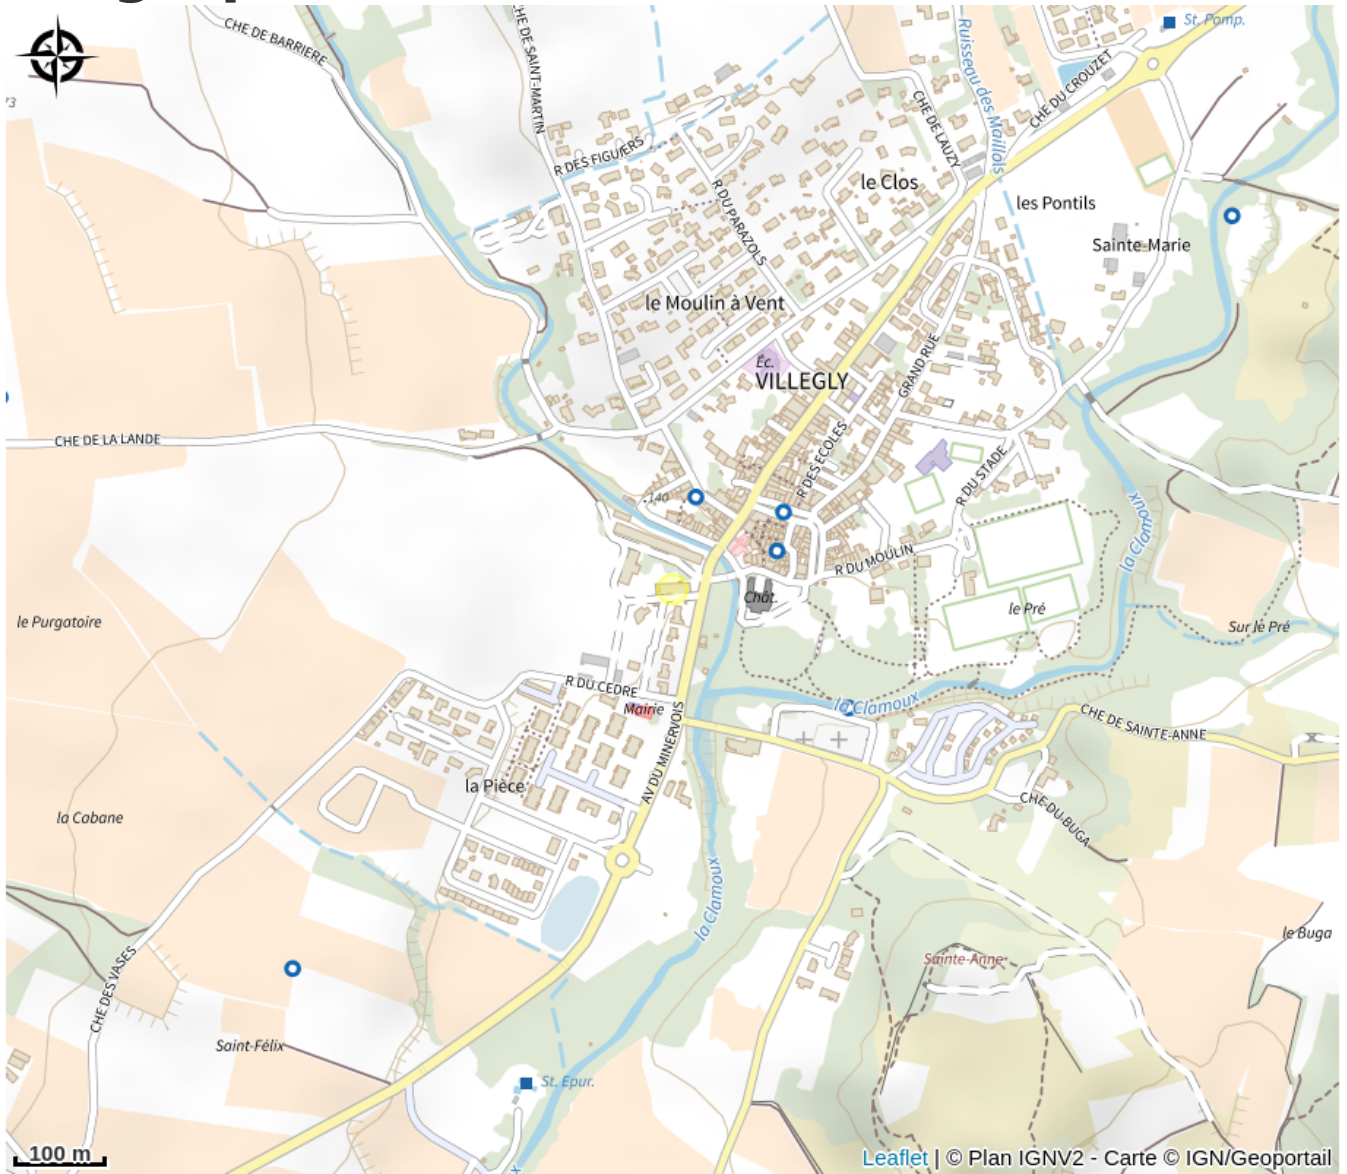 CHE DE BARRIERE
CHE DE SAINT-MARTIN
Ruisseau des Maillols
St. Pomp.
CHE DU CROUZET
CHE DE LAUZY
R DES FIGUIERS
le Clos
R DU PARAZOLS
les Pontils
Sainte-Marie
le Moulin à Vent
Éc.
VILLEGLY
GRAND RUE
CHE DE LA LANDE
R DES ECOLES
R DU STADE
140
la Clamoux
R DU MOULIN
Chât.
le Pré
le Purgatoire
Sur le Pré
R DU CEDRE
Mairie
la Clamoux
CHE DE SAINTE-ANNE
AV DU MINERVOIS
la Pièce
la Cabane
CHE DU BUGA
la Clamoux
le Buga
CHE DES VASES
Sainte-Anne
Saint-Félix
St. Epur.
100 m
Leaflet | © Plan IGNV2 - Carte © IGN/Geoportail